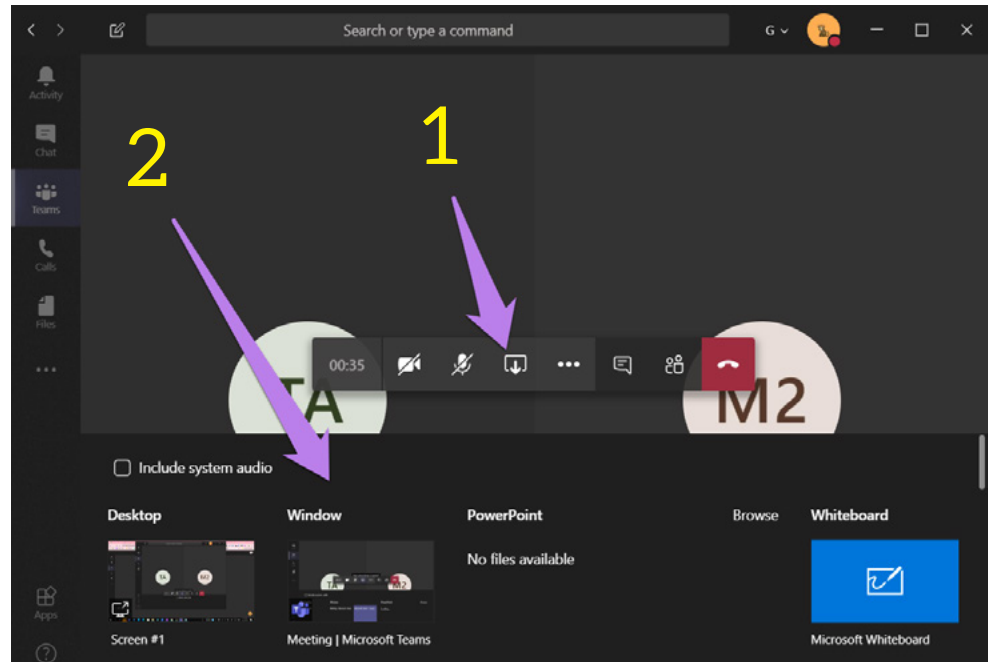 Search or type a command
G
Activity
Chat
Teams
Calls
Files
Apps
2
1
00:35
TA
M2
Include system audio
Desktop
Window
PowerPoint
Browse
Whiteboard
No files available
Screen #1
Meeting | Microsoft Teams
Microsoft Whiteboard